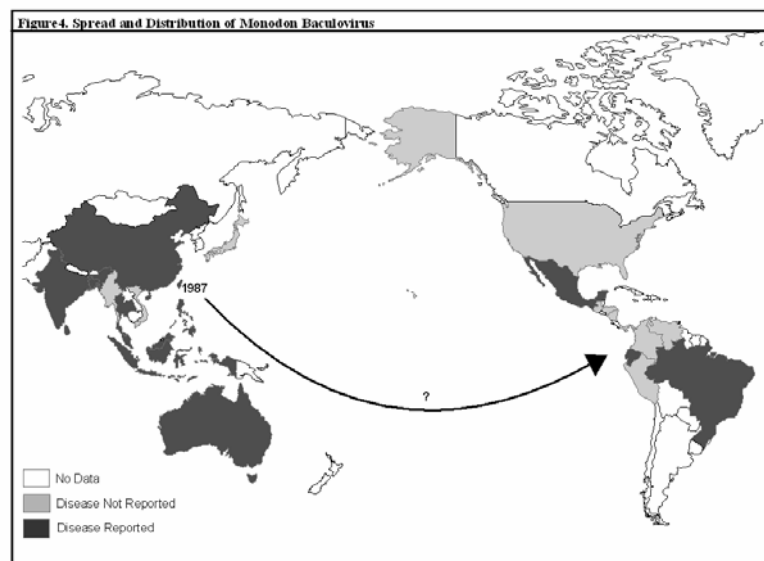 Figure4. Spread and Distribution of Monodon Baculovirus
1987
?
No Data
Disease Not Reported
Disease Reported